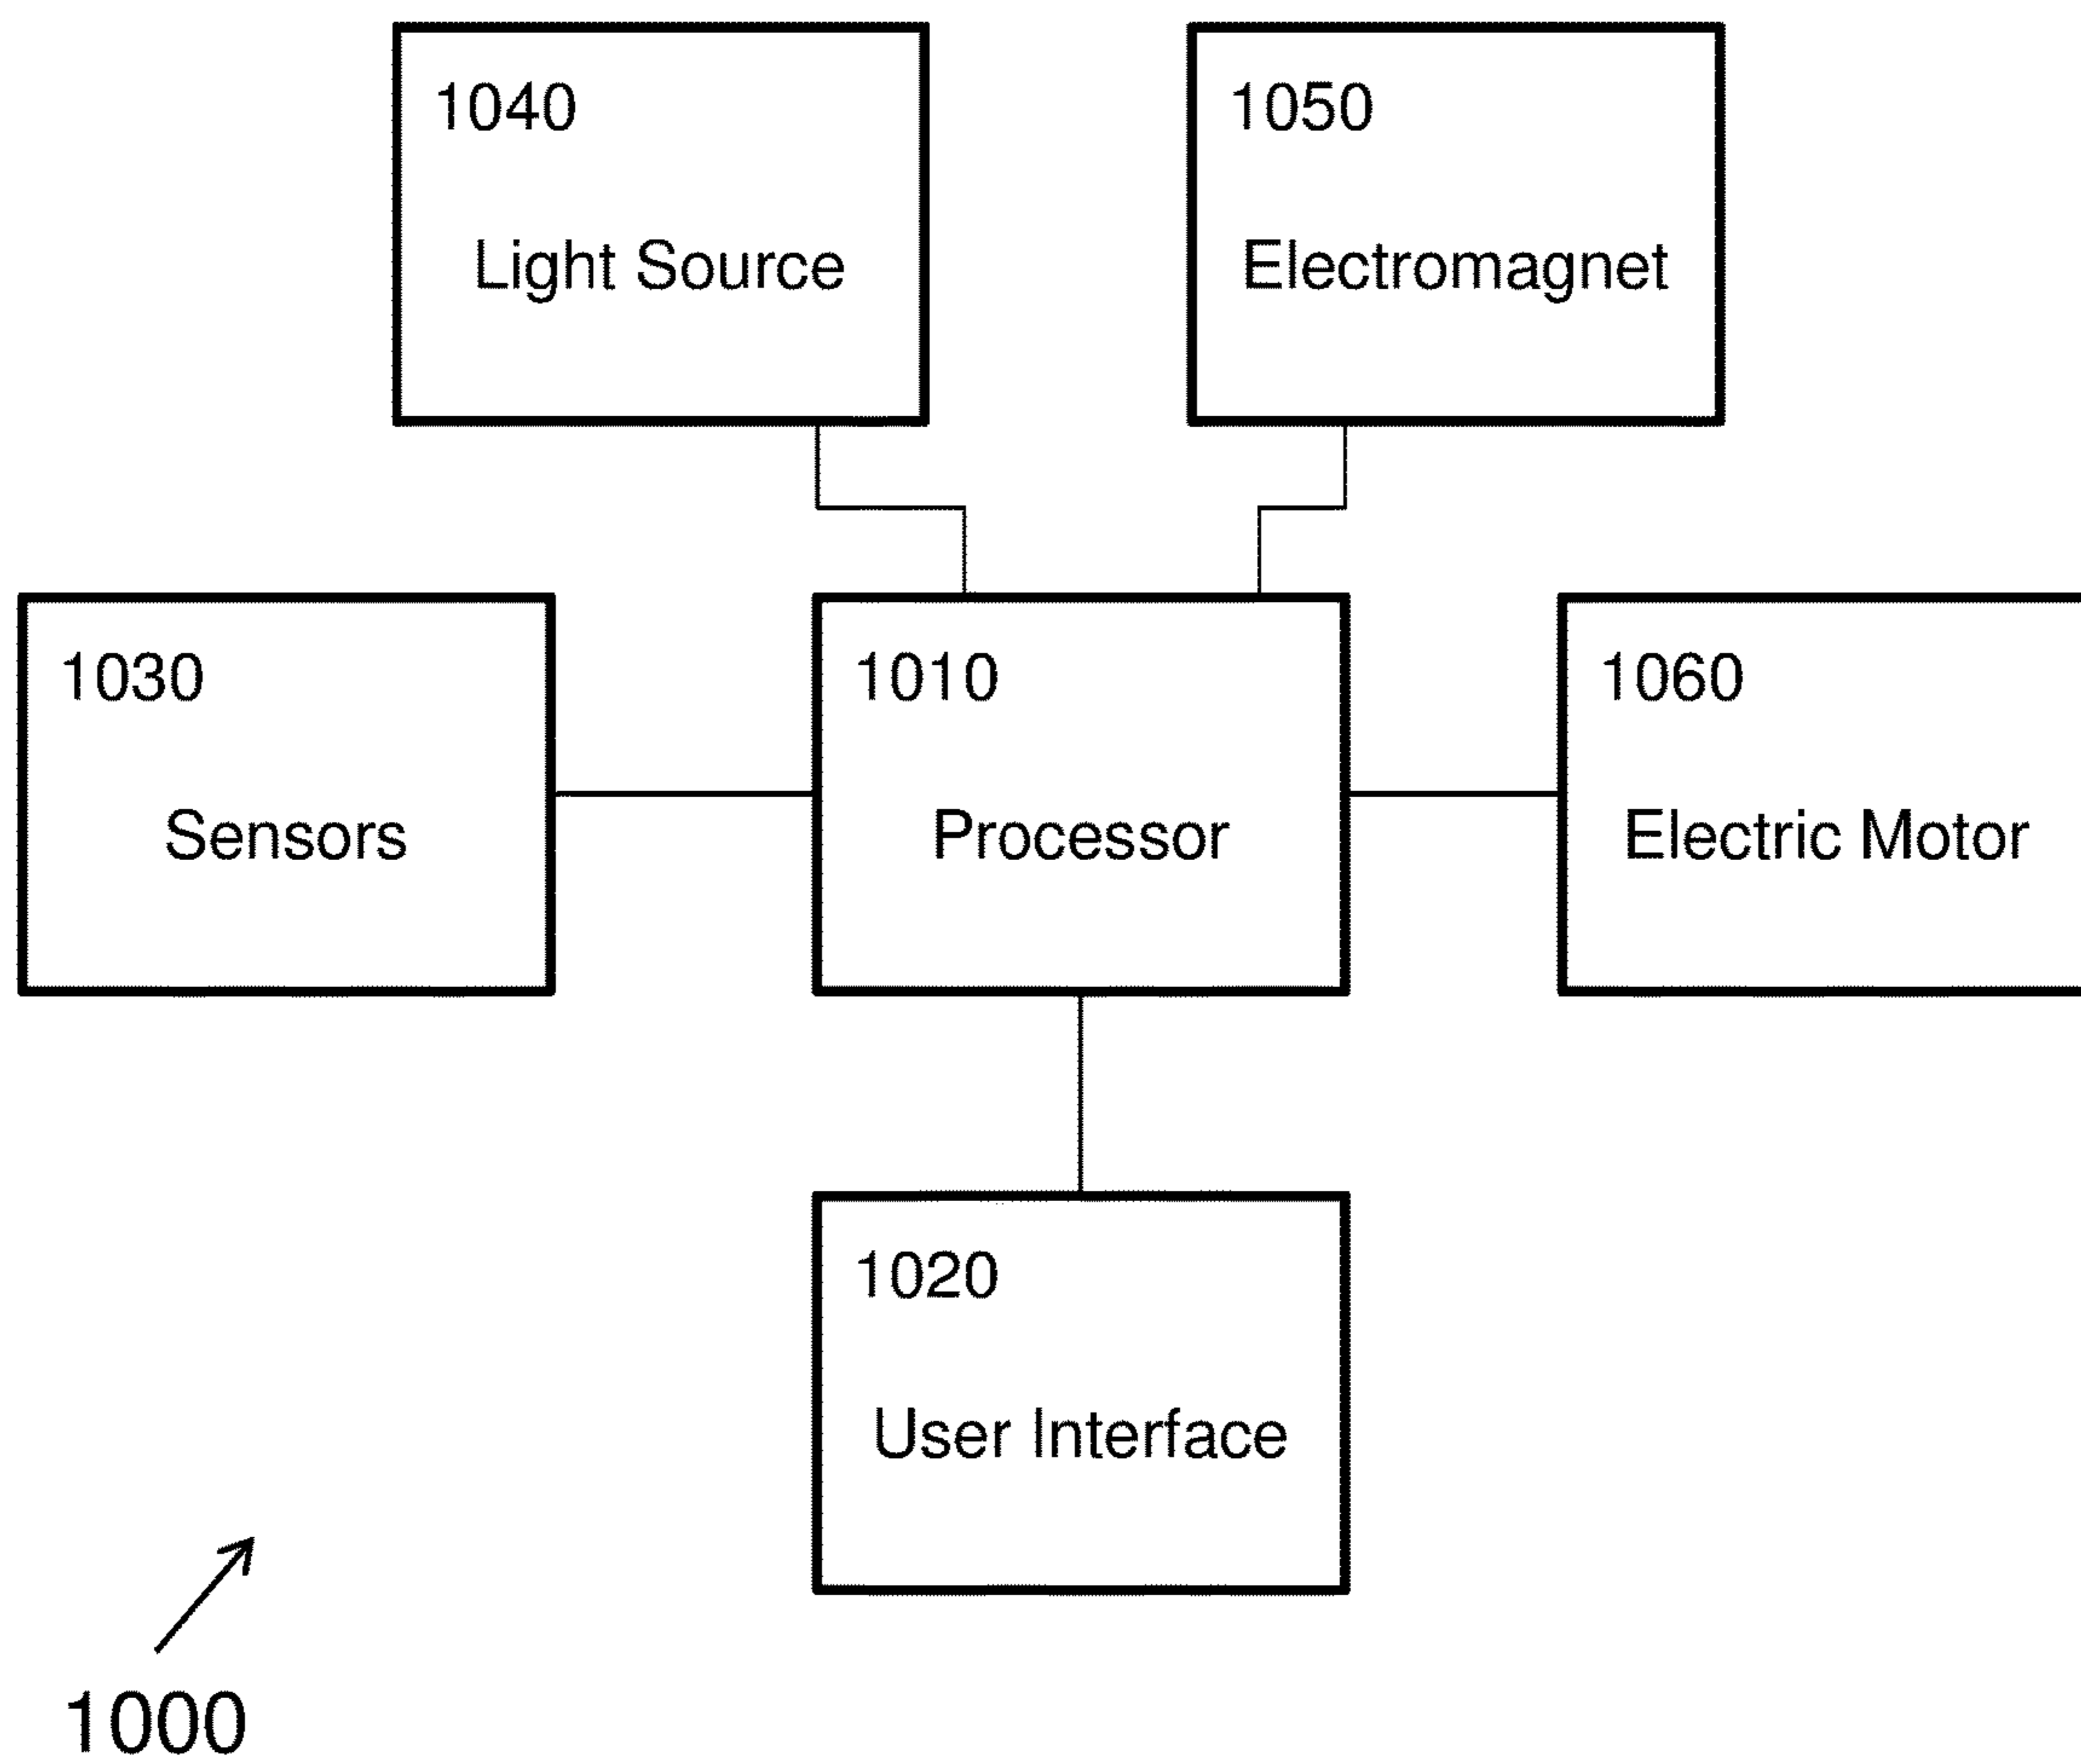 1040
Light Source
1050
Electromagnet
1030
Sensors
1010
Processor
1060
Electric Motor
1020
User Interface
1000